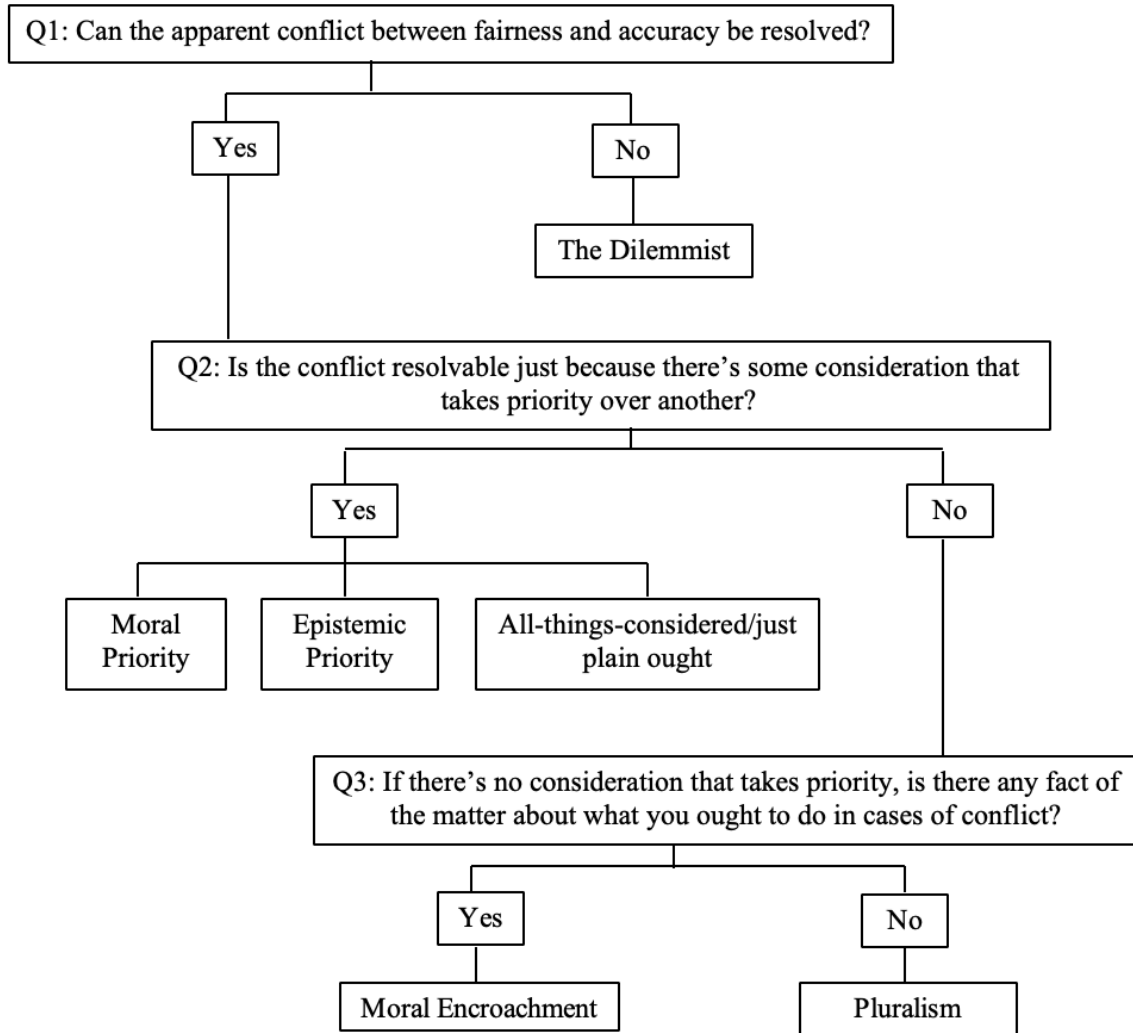 Q1: Can the apparent conflict between fairness and accuracy be resolved?
Yes
No
The Dilemmist
Q2: Is the conflict resolvable just because there’s some consideration that
takes priority over another?
Yes
No
Moral
Priority
Epistemic
Priority
All-things-considered/just
plain ought
Q3: If there’s no consideration that takes priority, is there any fact of
the matter about what you ought to do in cases of conflict?
Yes
No
Moral Encroachment
Pluralism